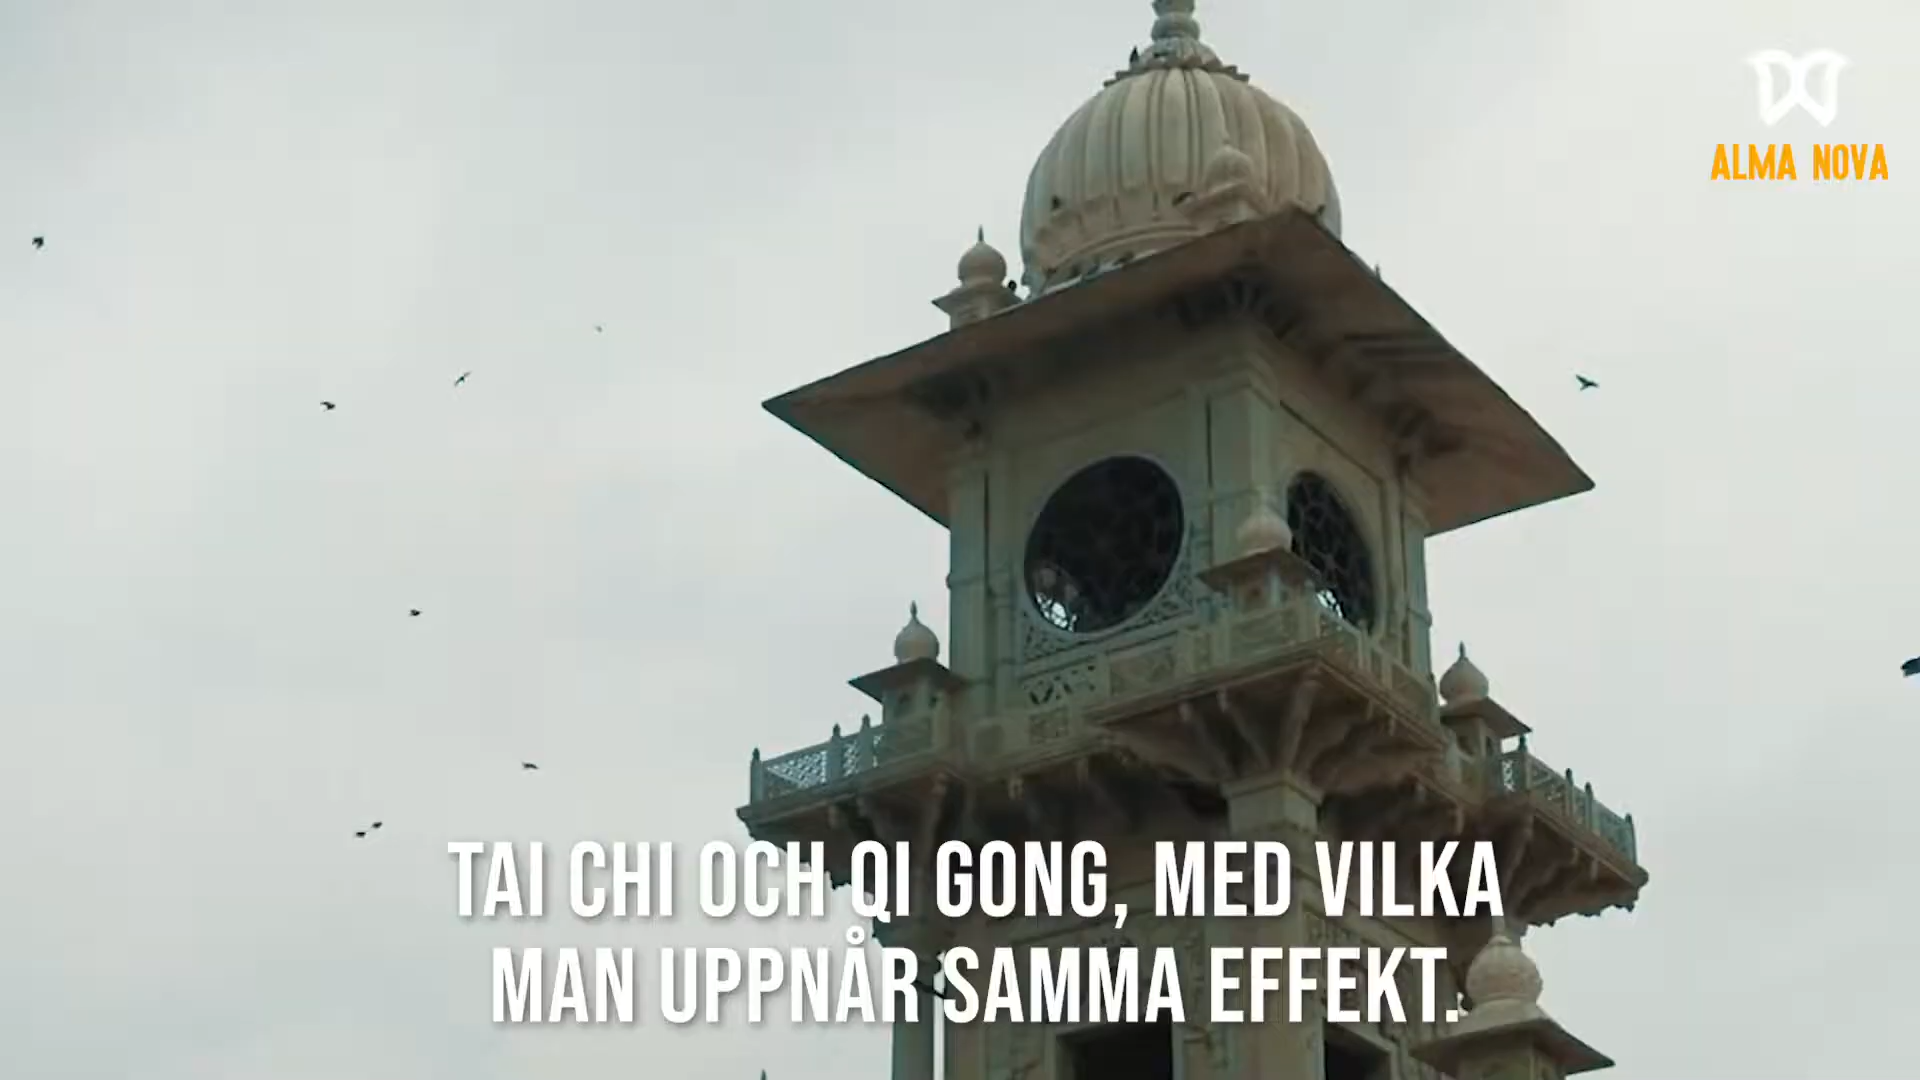 ALMA NOVA
TAI CHI OCH QI GONG, MED VILKA
MAN UPPNÅR SAMMA EFFEKT.